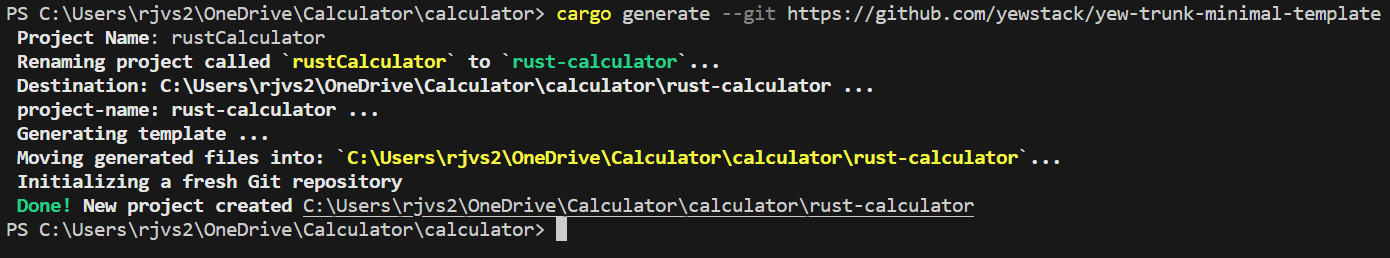 PS C:\Users\rjvs2\OneDrive\Calculator\calculator> cargo generate --git https://github.com/yewstack/yew-trunk-minimal-template
Project Name: rustCalculator
Renaming project called `rustCalculator` to `rust-calculator`...
Destination: C:\Users\rjvs2\OneDrive\Calculator\calculator\rust-calculator ...
project-name: rust-calculator ...
Generating template ...
Moving generated files into: `C:\Users\rjvs2\OneDrive\Calculator\calculator\rust-calculator`...
Initializing a fresh Git repository
Done! New project created C:\Users\rjvs2\OneDrive\Calculator\calculator\rust-calculator
PS C:\Users\rjvs2\OneDrive\Calculator\calculator>